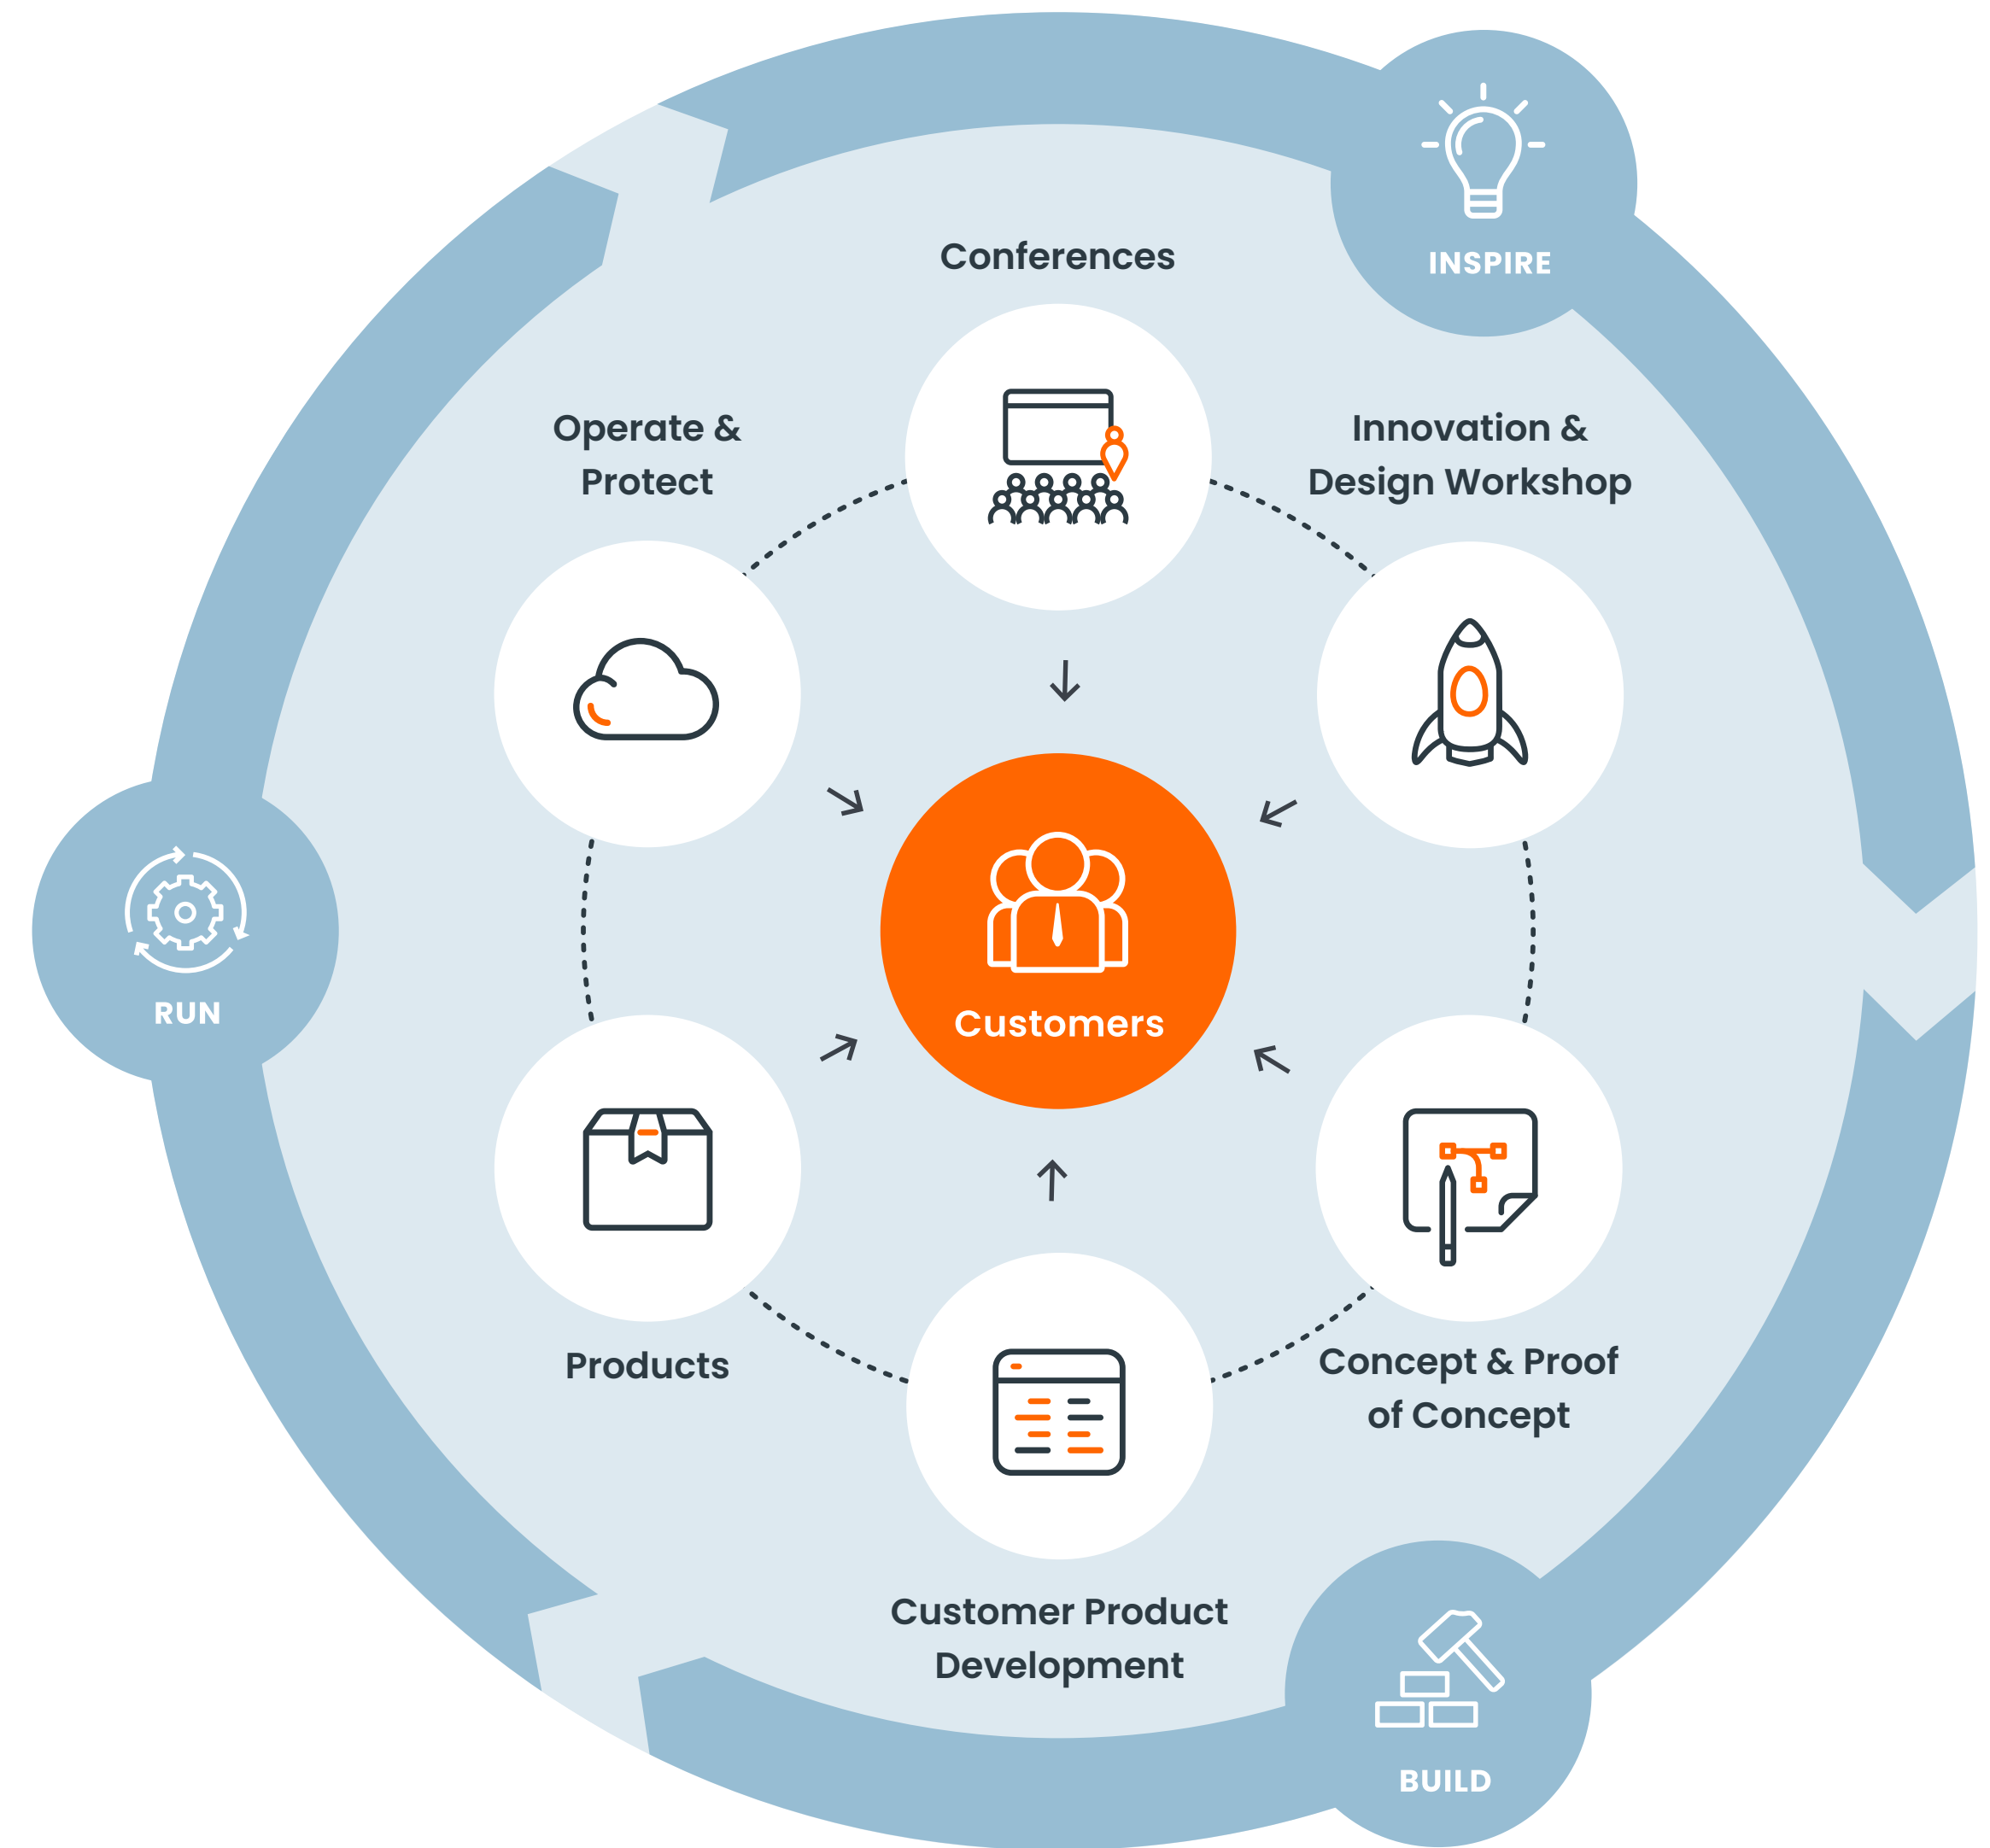 INSPIRE
Conferences
Operate &
Protect
Innovation &
Design Workshop
RUN
Customers
Products
Concept & Proof
of Concept
Customer Product
Development
BUILD